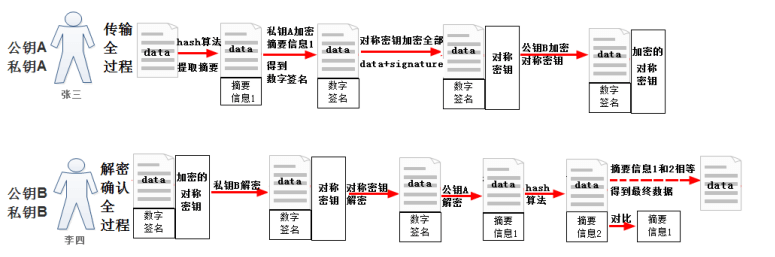 公钥A
私钥A
张三
传输
全
过程
data
hash算法
提取摘要
data
摘要
信息1
私钥A加密
摘要信息1
得到
数字签名
data
数字
签名
对称密钥加密全部
data+signature
data
数字
签名
对称
密钥
公钥B加密
对称密钥
data
数字
签名
加密的
对称
密钥
公钥B
私钥B
李四
解密
确认
全
过程
data
数字
签名
加密的
对称
密钥
私钥B解密
data
数字
签名
对称
密钥
对称密钥
解密
data
数字
签名
公钥A
解密
data
摘要
信息1
hash
算法
data
摘要
信息2
对比
摘要
信息1
摘要信息1和2相等
得到最终数据
data